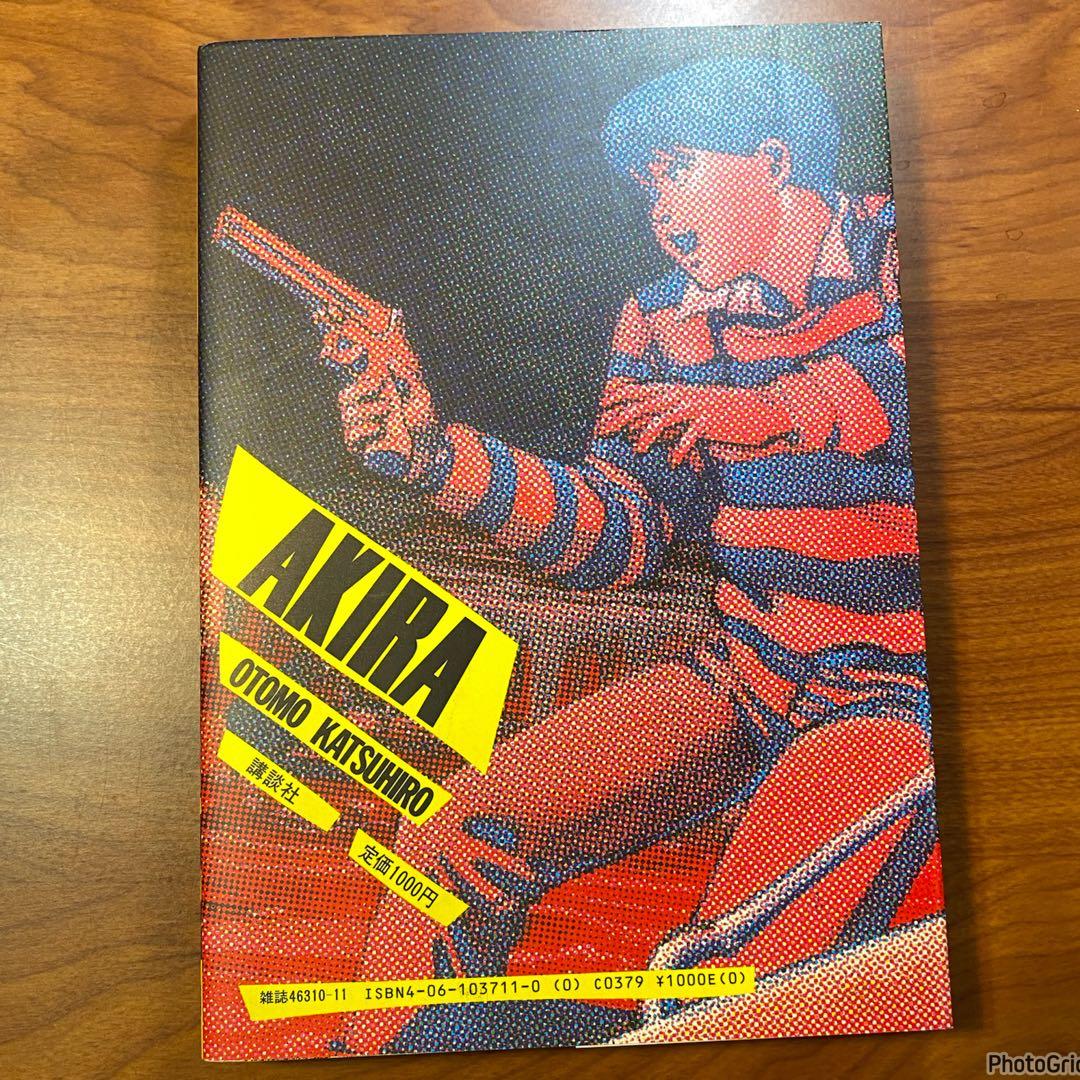 AKIRA
OTOMO KATSUHIRO
講談社
定価1000円
雑誌46310-11 ISBN4-06-103711-0 (0) C0379 ¥1000E(0)
PhotoGrid